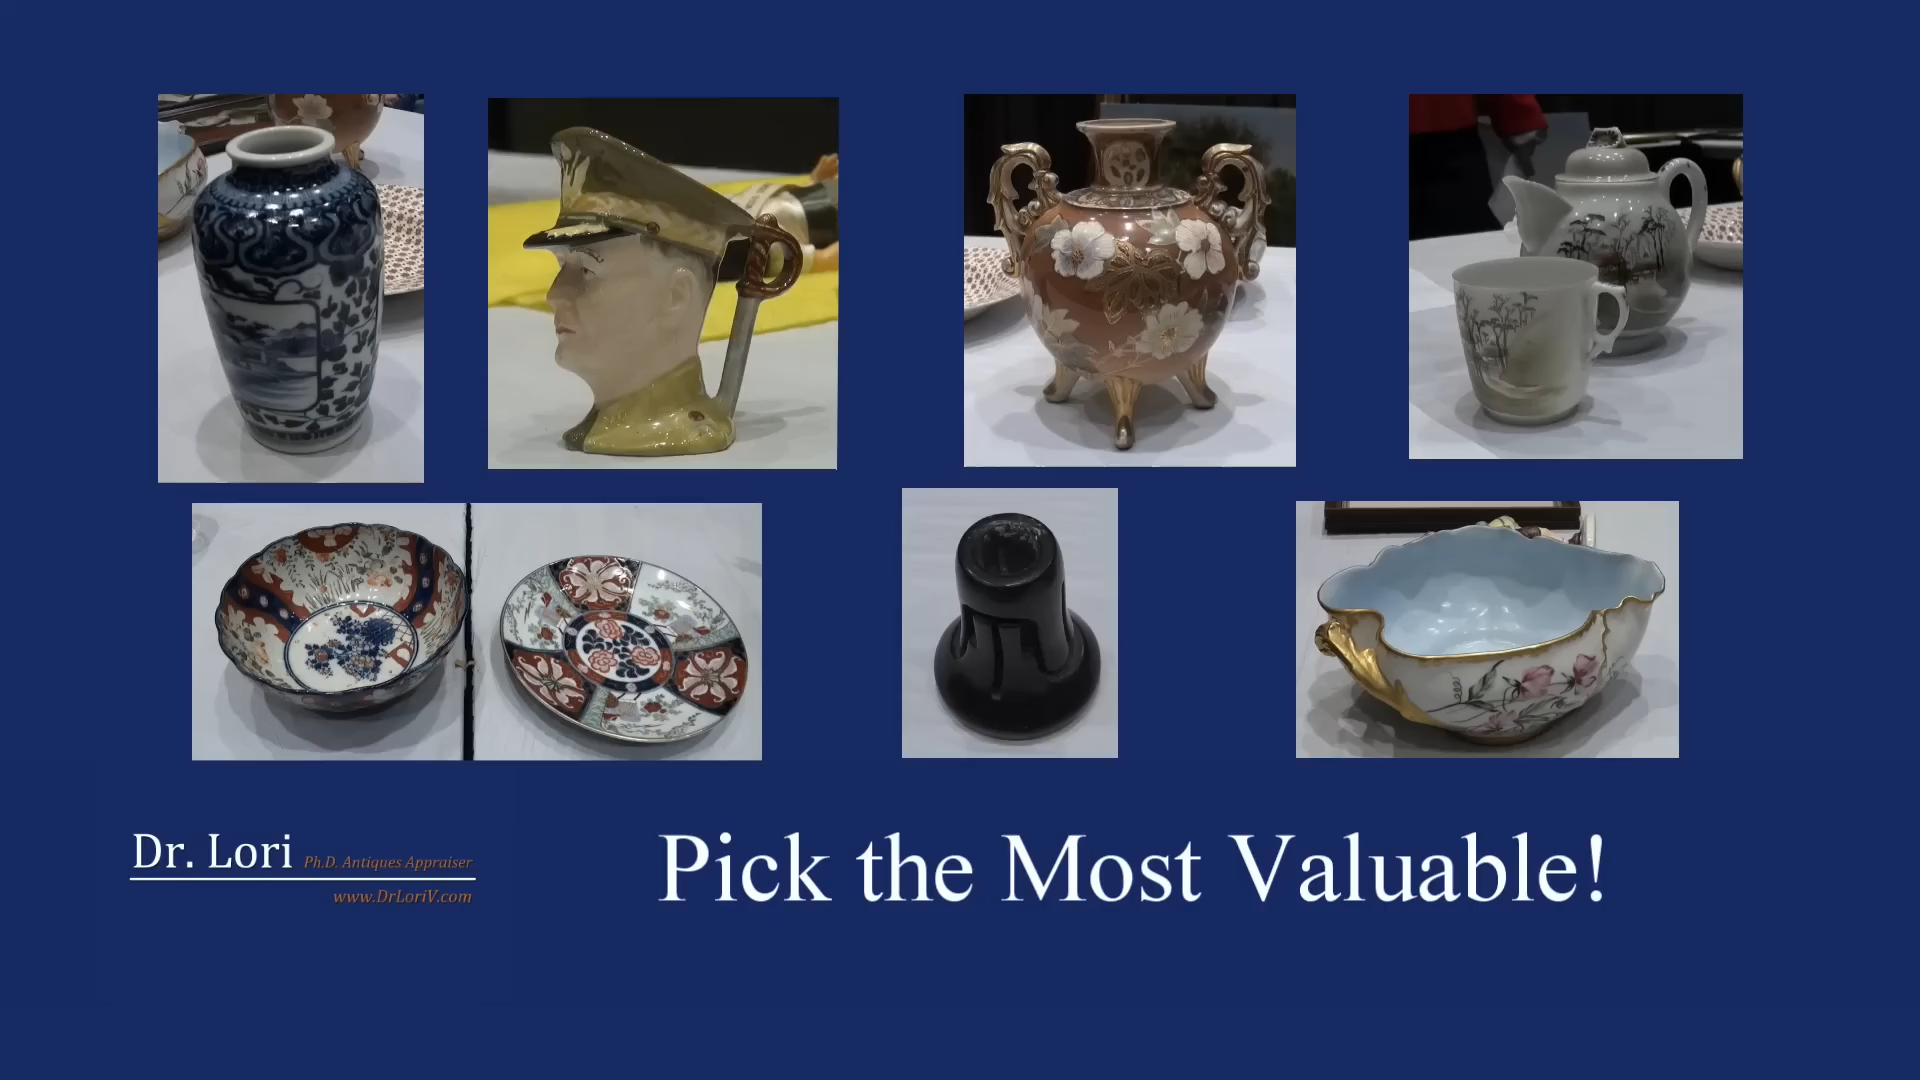 Dr. Lori Ph.D. Antiques Appraiser
www.DrLoriV.com
Pick the Most Valuable!